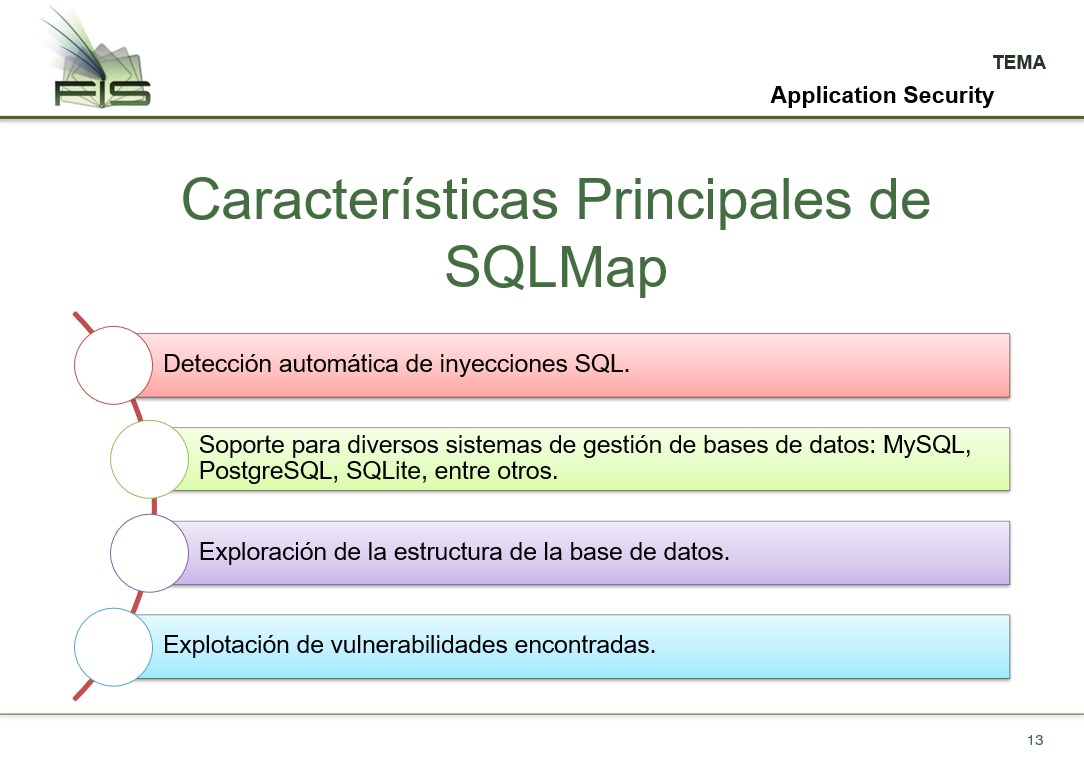 FIS
TEMA
Application Security
Características Principales de
SQLMap
Detección automática de inyecciones SQL.
Soporte para diversos sistemas de gestión de bases de datos: MySQL,
PostgreSQL, SQLite, entre otros.
Exploración de la estructura de la base de datos.
Explotación de vulnerabilidades encontradas.
13